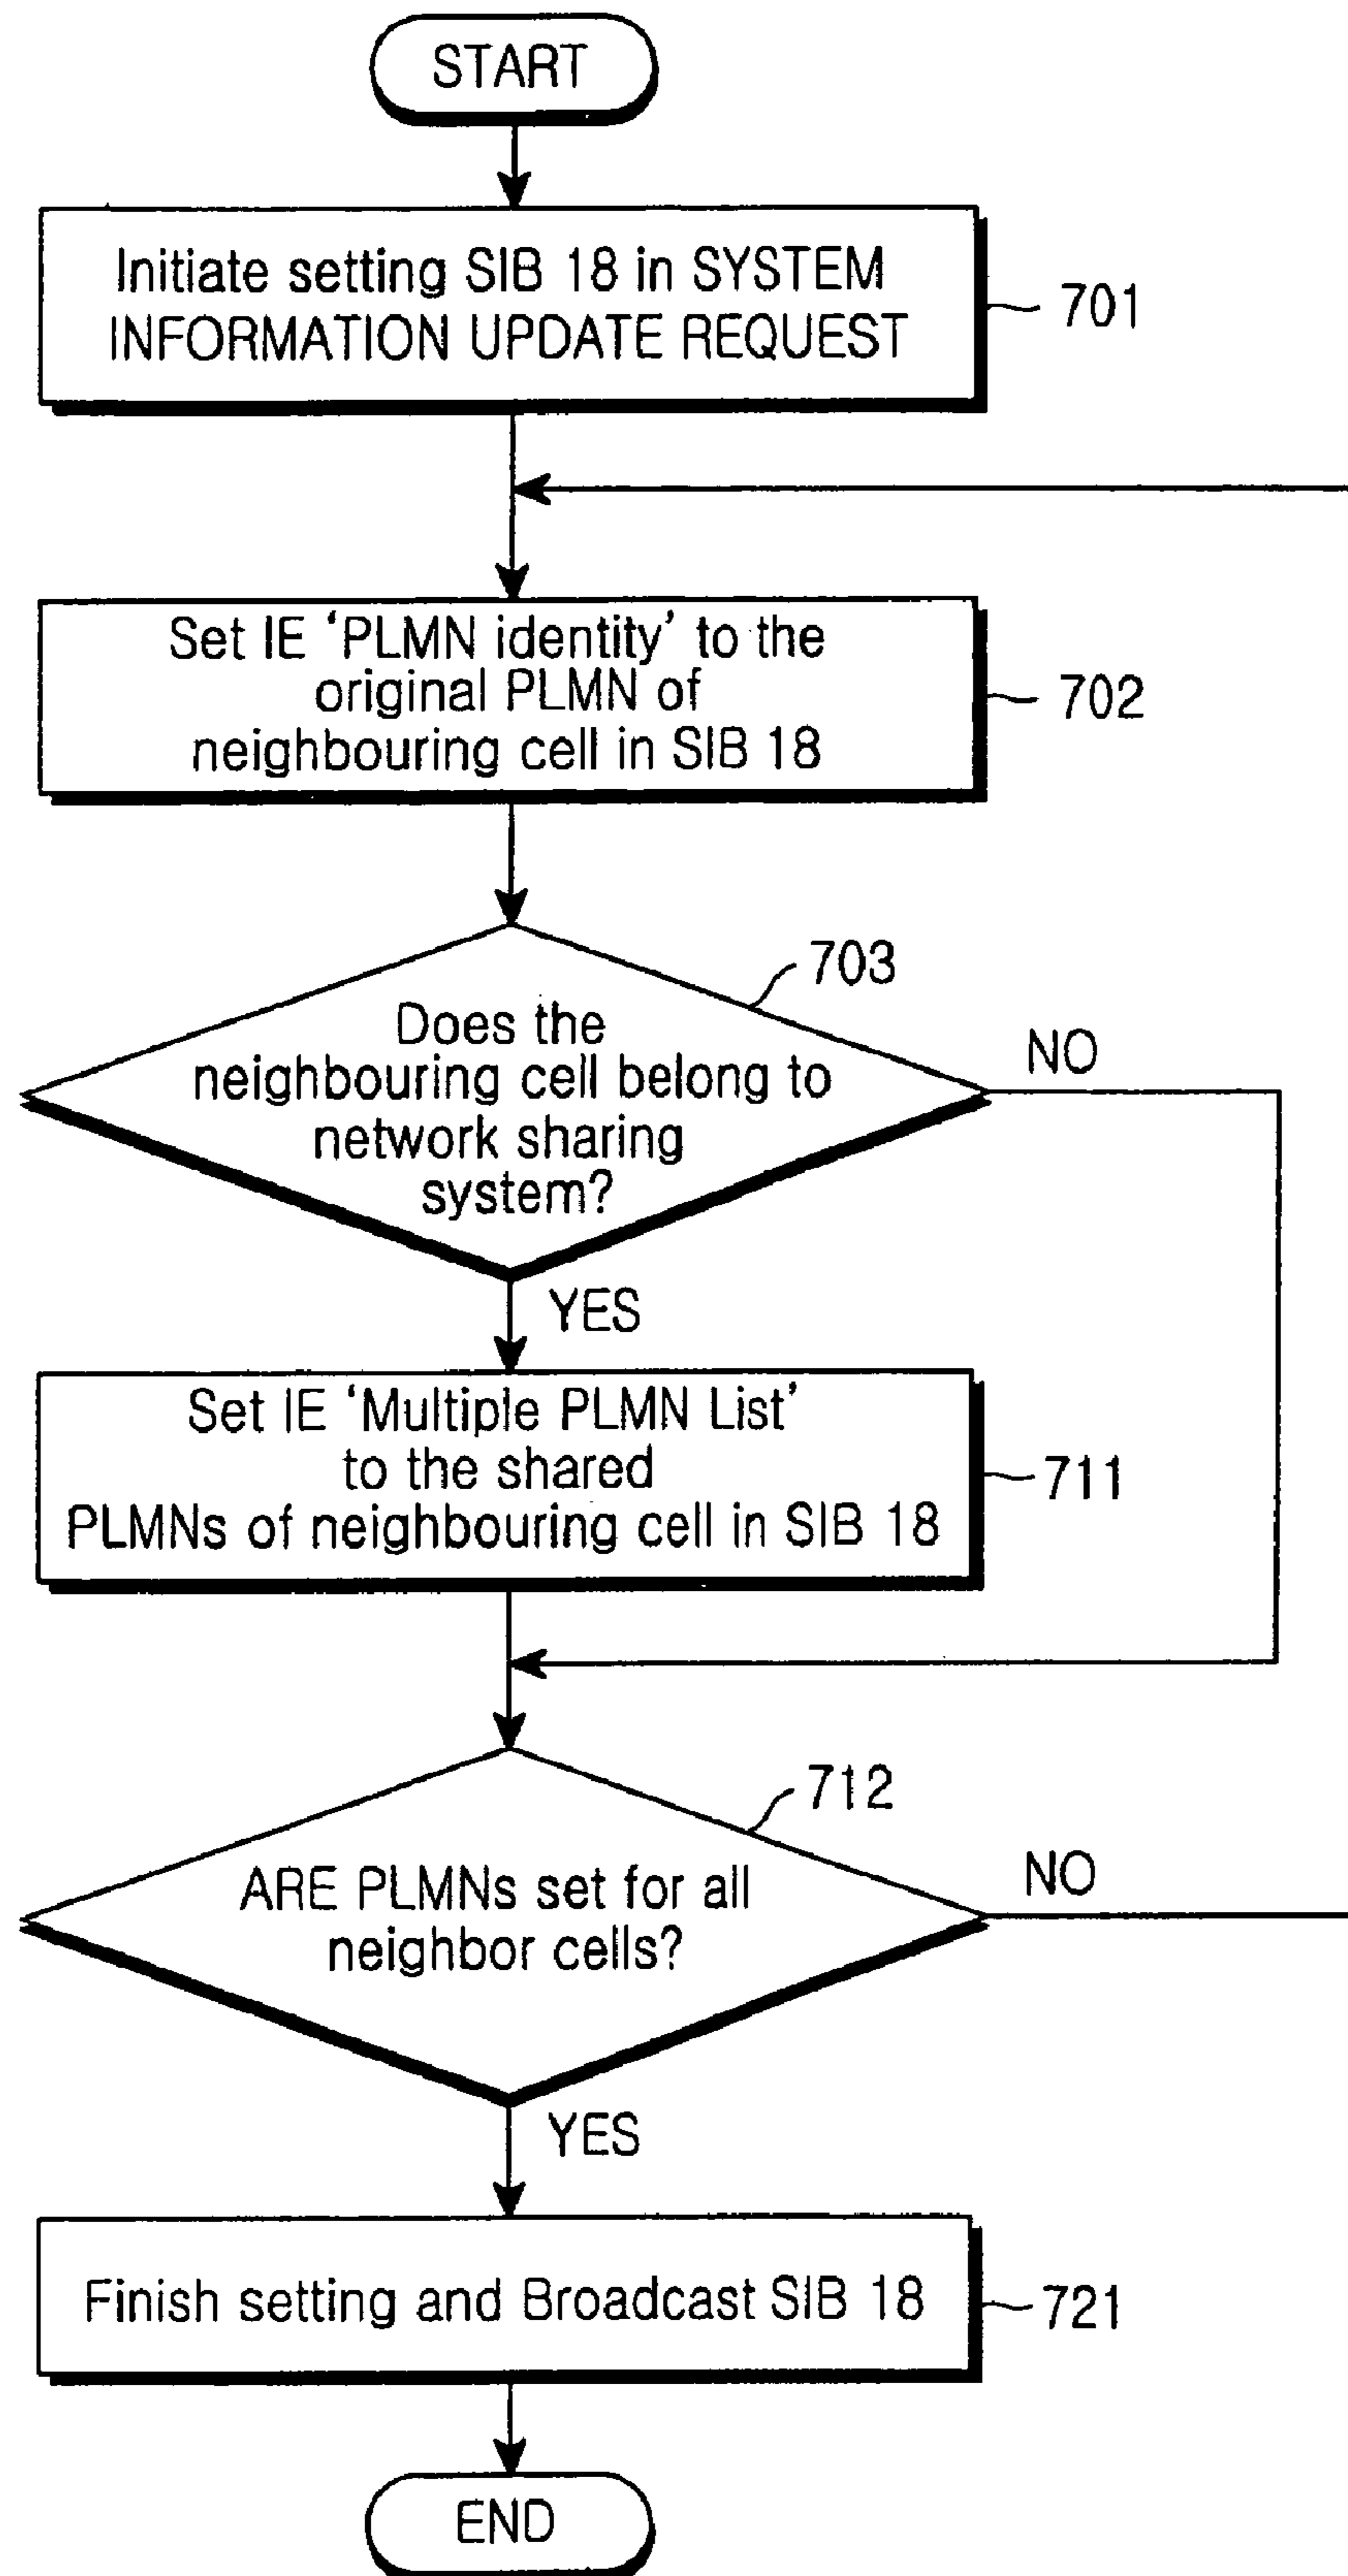 START
Initiate setting SIB 18 in SYSTEM
INFORMATION UPDATE REQUEST
701
Set IE ‘PLMN identity’ to the
original PLMN of
neighbouring cell in SIB 18
702
703
Does the
neighbouring cell belong to
network sharing
system?
NO
YES
Set IE ‘Multiple PLMN List’
to the shared
PLMNs of neighbouring cell in SIB 18
711
712
ARE PLMNs set for all
neighbor cells?
NO
YES
Finish setting and Broadcast SIB 18
721
END